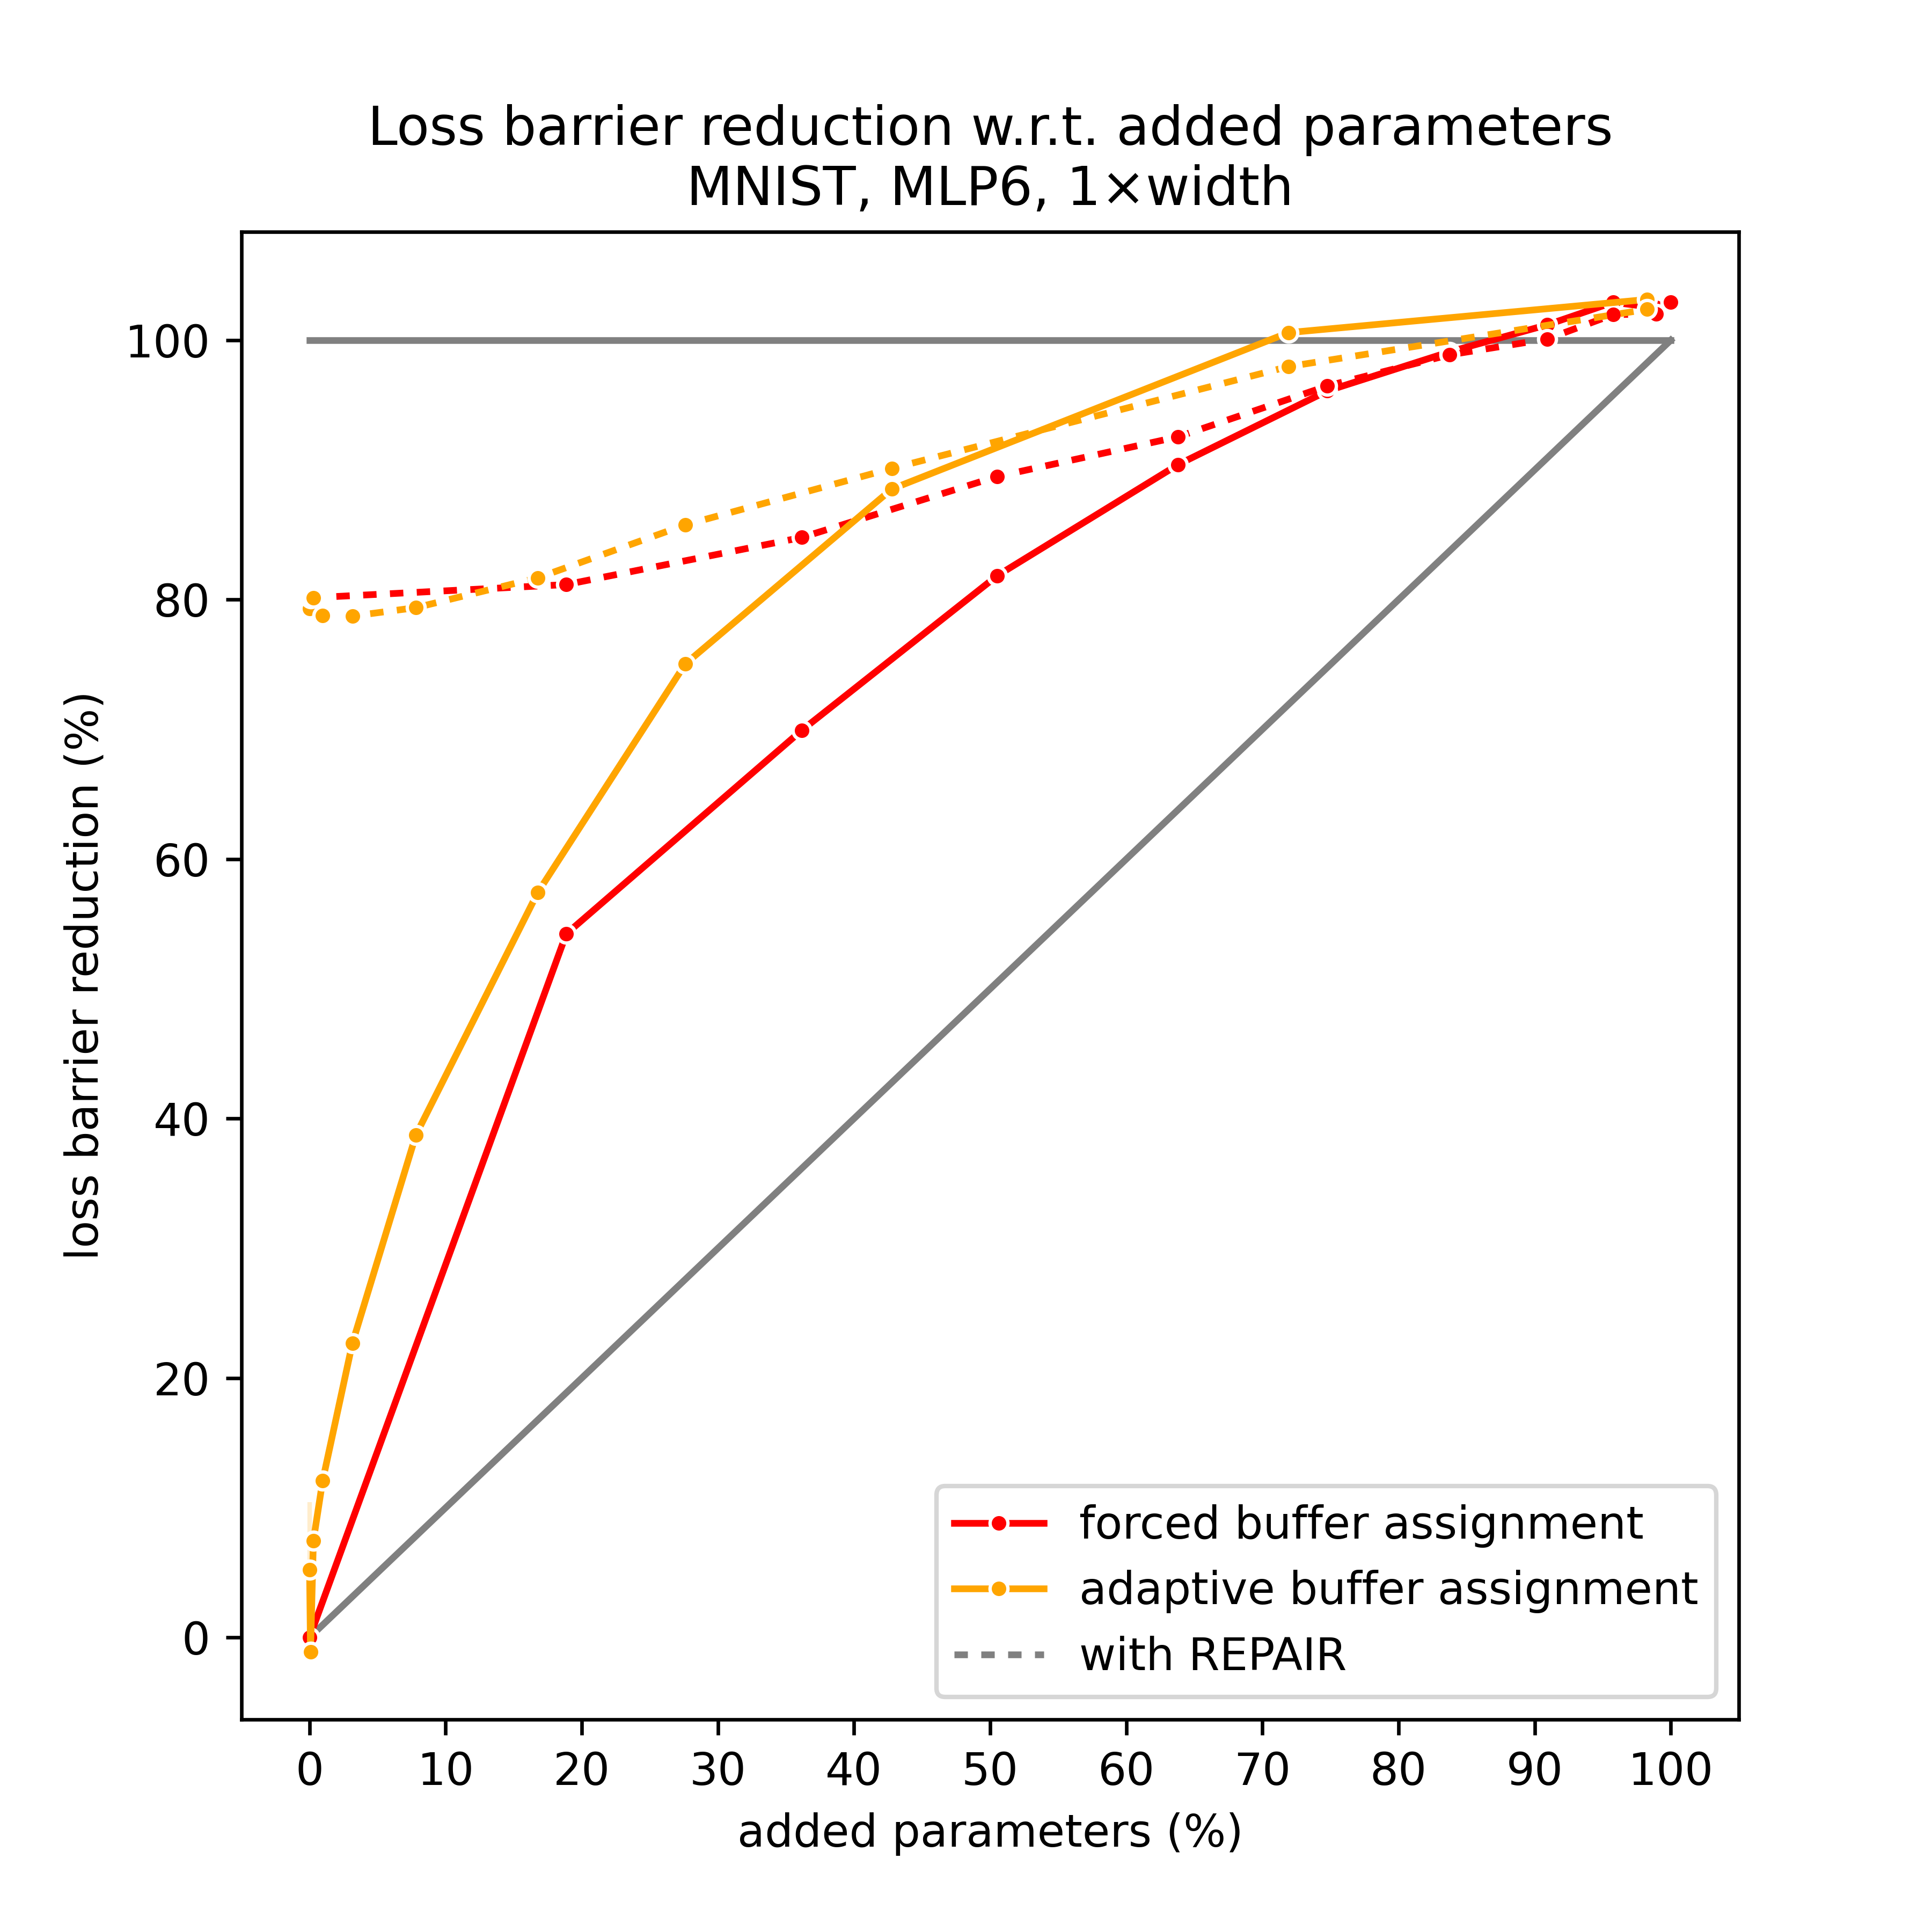 Loss barrier reduction w.r.t. added parameters
MNIST, MLP6, 1×width
loss barrier reduction (%)
100
80
60
40
20
0
0 10 20 30 40 50 60 70 80 90 100
added parameters (%)
forced buffer assignment
adaptive buffer assignment
with REPAIR